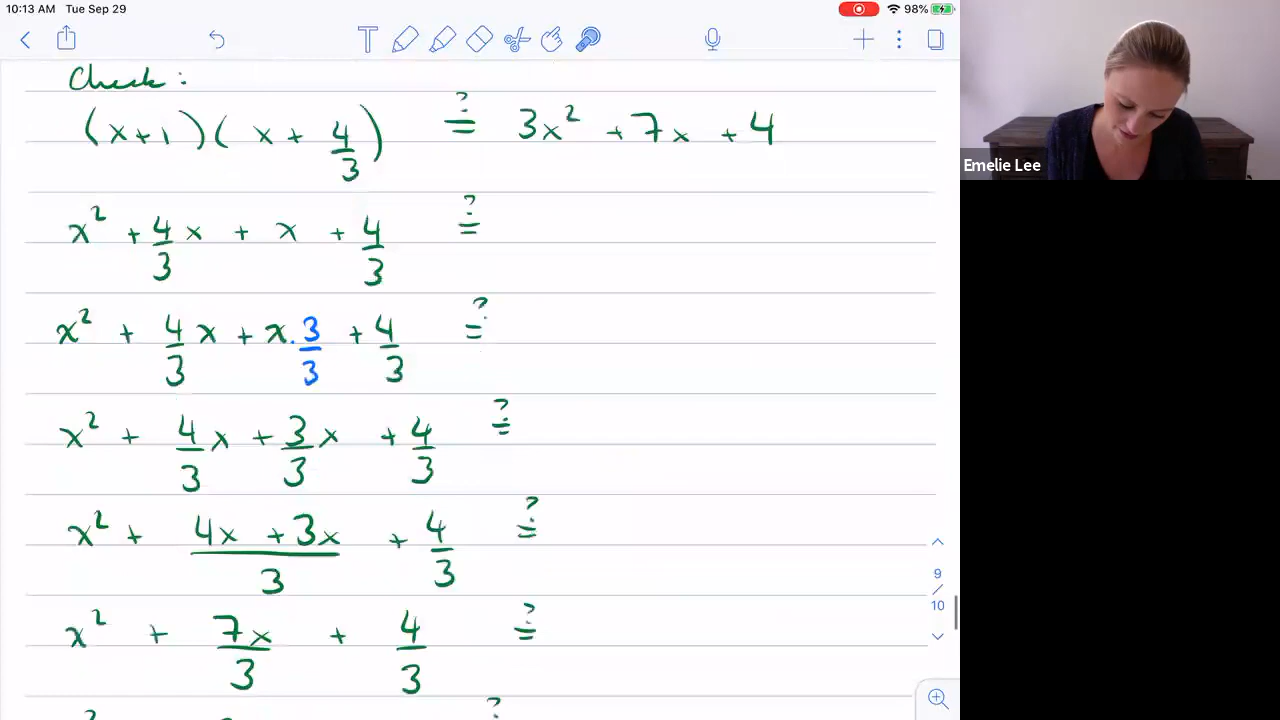 10:13 AM Tue Sep 29
98%
T
Check:
(x+1)(x + 4/3) ≟ 3x² + 7x + 4
x² + 4/3 x + x + 4/3 ≟
x² + 4/3 x + x · 3/3 + 4/3 ≟
x² + 4/3 x + 3/3 x + 4/3 ≟
x² + (4x + 3x)/3 + 4/3 ≟
x² + 7x/3 + 4/3 ≟
9
/
10
Emelie Lee